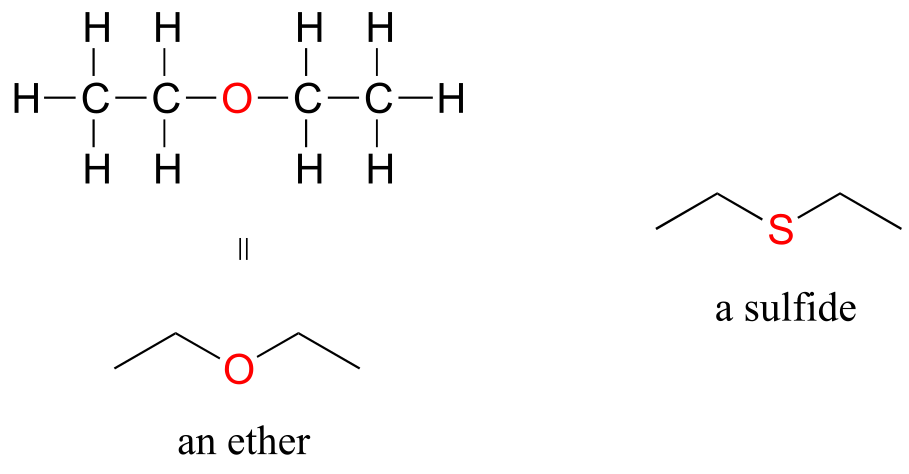 H H H H
H C C O C C H
H H H H
S
a sulfide
O
an ether